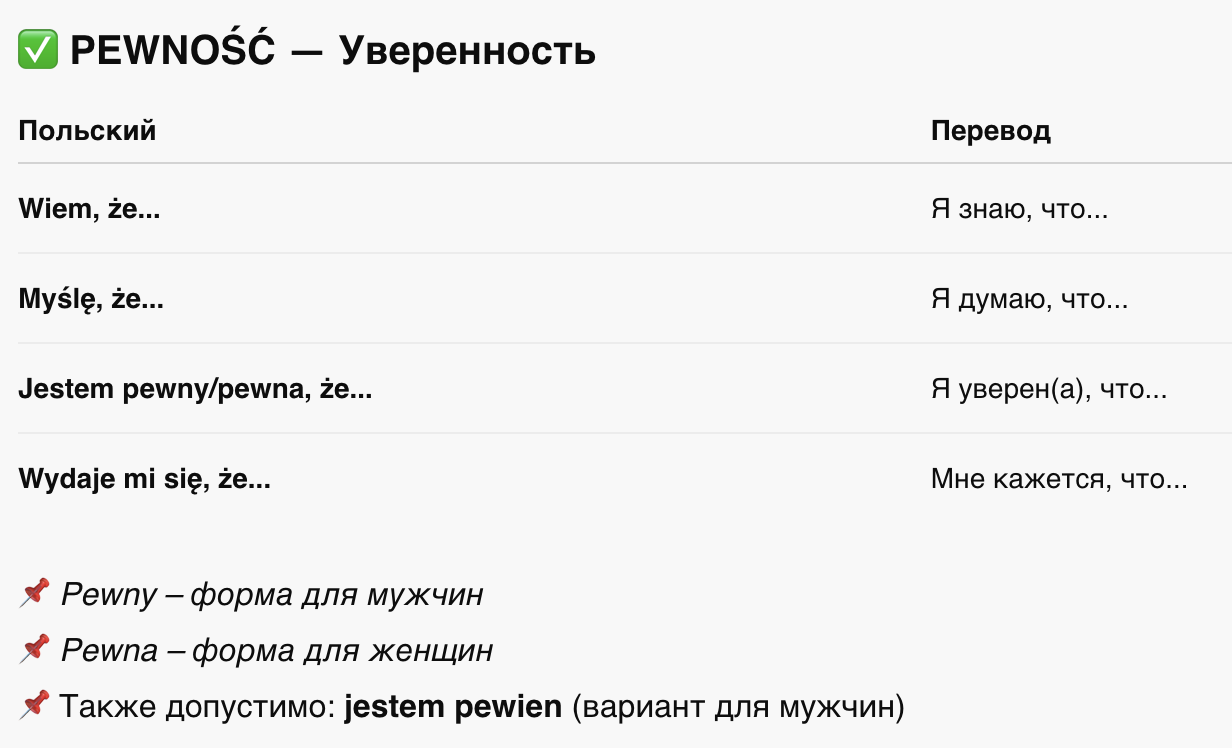 ✅ PEWNOŚĆ — Уверенность
Польский Перевод
Wiem, że... Я знаю, что...
Myślę, że... Я думаю, что...
Jestem pewny/pewna, że... Я уверен(а), что...
Wydaje mi się, że... Мне кажется, что...
📌 Pewny – форма для мужчин
📌 Pewna – форма для женщин
📌 Также допустимо: jestem pewien (вариант для мужчин)